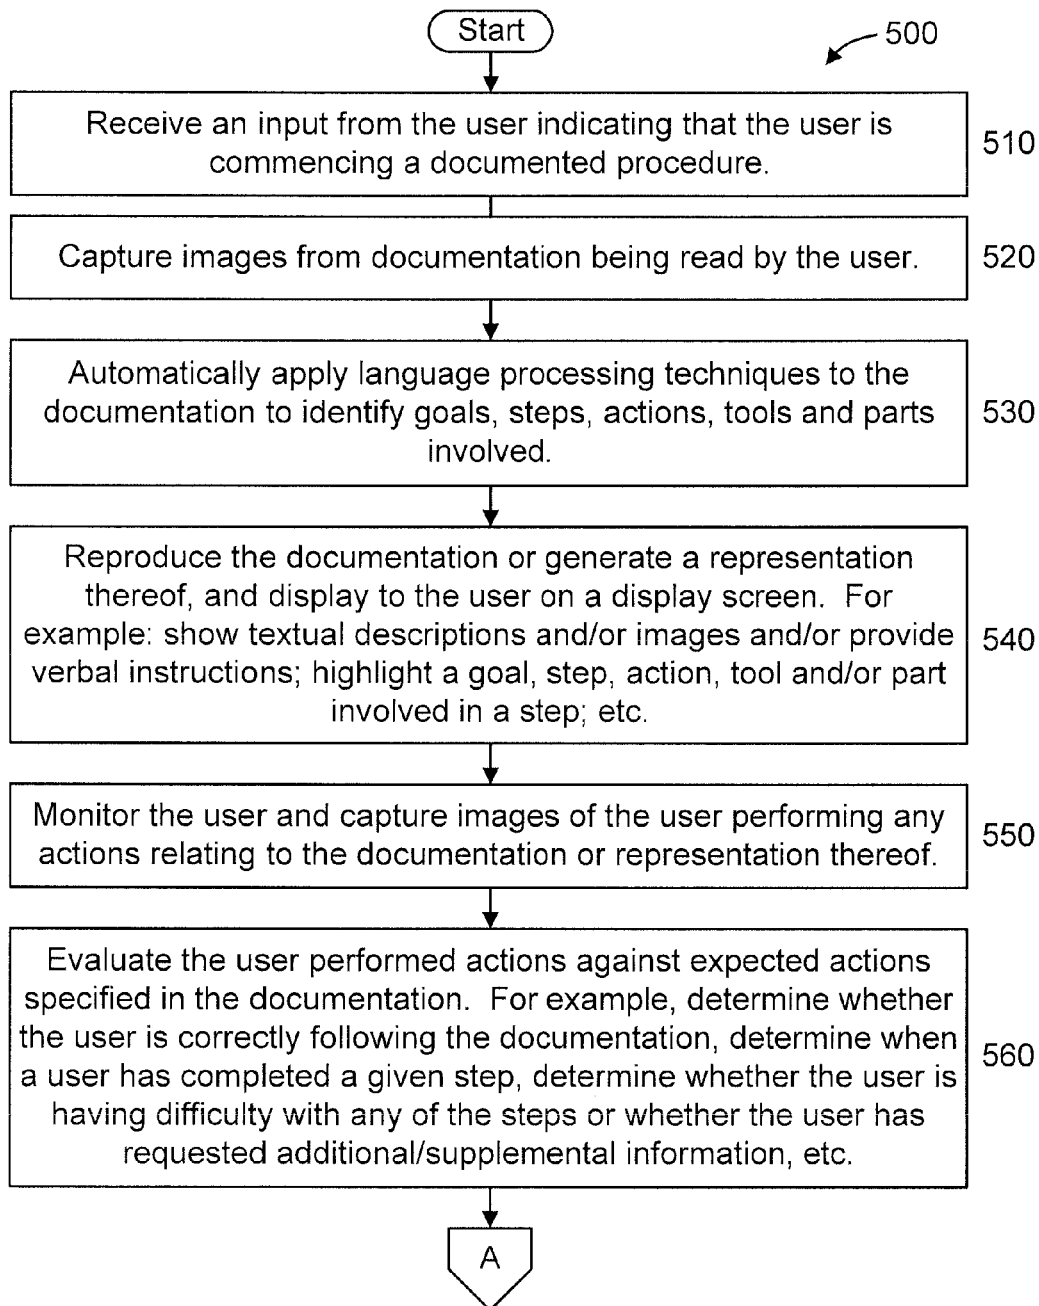 Start
500
Receive an input from the user indicating that the user is
commencing a documented procedure.
510
Capture images from documentation being read by the user.
520
Automatically apply language processing techniques to the
documentation to identify goals, steps, actions, tools and parts
involved.
530
Reproduce the documentation or generate a representation
thereof, and display to the user on a display screen.  For
example: show textual descriptions and/or images and/or provide
verbal instructions; highlight a goal, step, action, tool and/or part
involved in a step; etc.
540
Monitor the user and capture images of the user performing any
actions relating to the documentation or representation thereof.
550
Evaluate the user performed actions against expected actions
specified in the documentation.  For example, determine whether
the user is correctly following the documentation, determine when
a user has completed a given step, determine whether the user is
having difficulty with any of the steps or whether the user has
requested additional/supplemental information, etc.
560
A